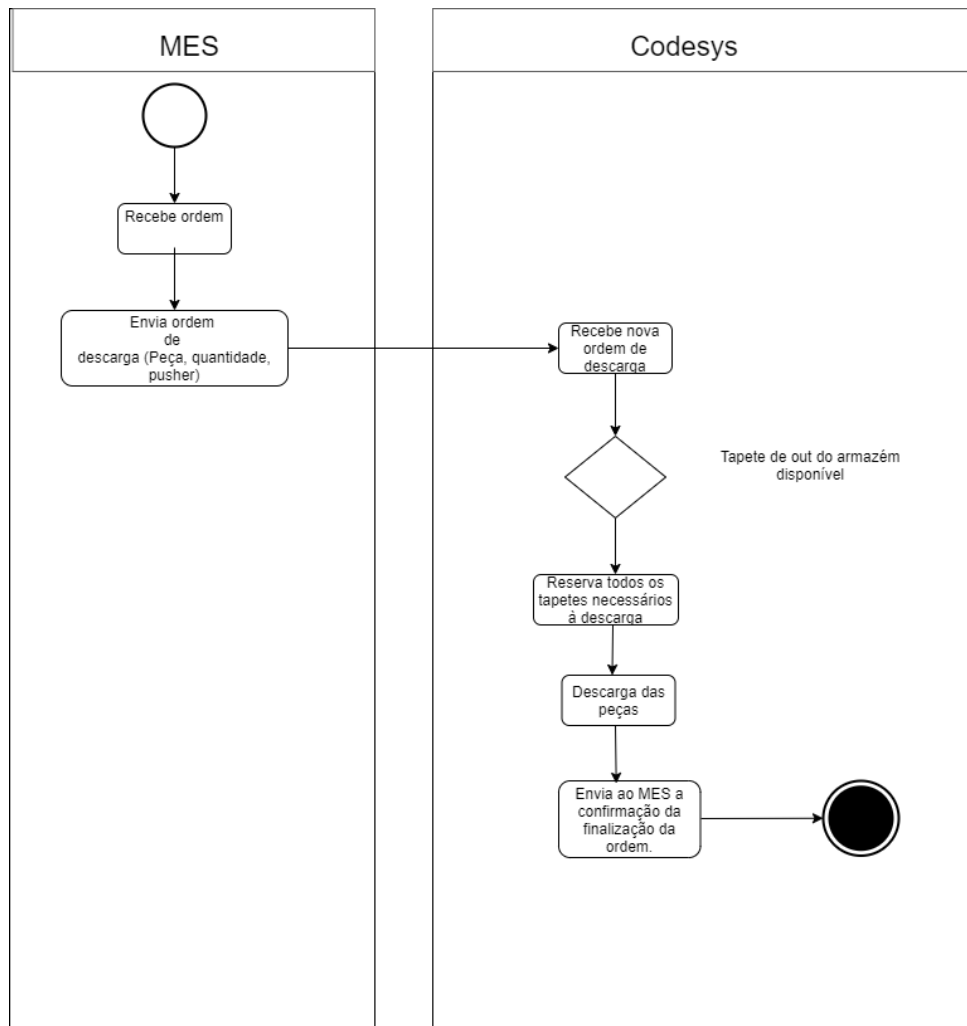 MES
Codesys
Recebe ordem
Envia ordem
de
descarga (Peça, quantidade,
pusher)
Recebe nova
ordem de
descarga
Tapete de out do armazém
disponível
Reserva todos os
tapetes necessários
à descarga
Descarga das
peças
Envia ao MES a
confirmação da
finalização da
ordem.